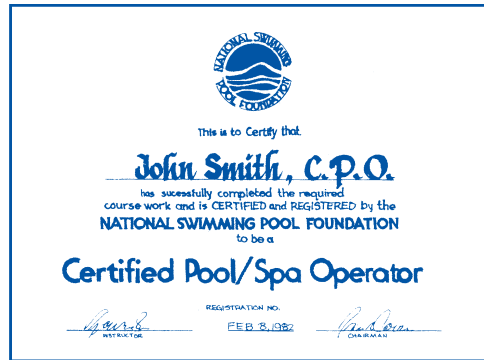 NATIONAL SWIMMING
POOL FOUNDATION
This is to Certify that
John Smith, C.P.O.
has sucessfully completed the required
course work and is CERTIFIED and REGISTERED by the
NATIONAL SWIMMING POOL FOUNDATION
to be a
Certified Pool/Spa Operator
REGISTRATION NO.
FEB 8, 1982
INSTRUCTOR
CHAIRMAN